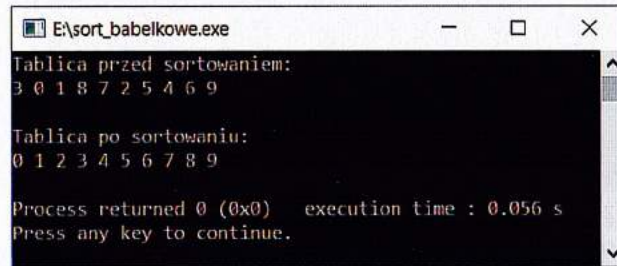 E:\sort_babelkowe.exe
Tablica przed sortowaniem:
3 0 1 8 7 2 5 4 6 9
Tablica po sortowaniu:
0 1 2 3 4 5 6 7 8 9
Process returned 0 (0x0)   execution time : 0.056 s
Press any key to continue.